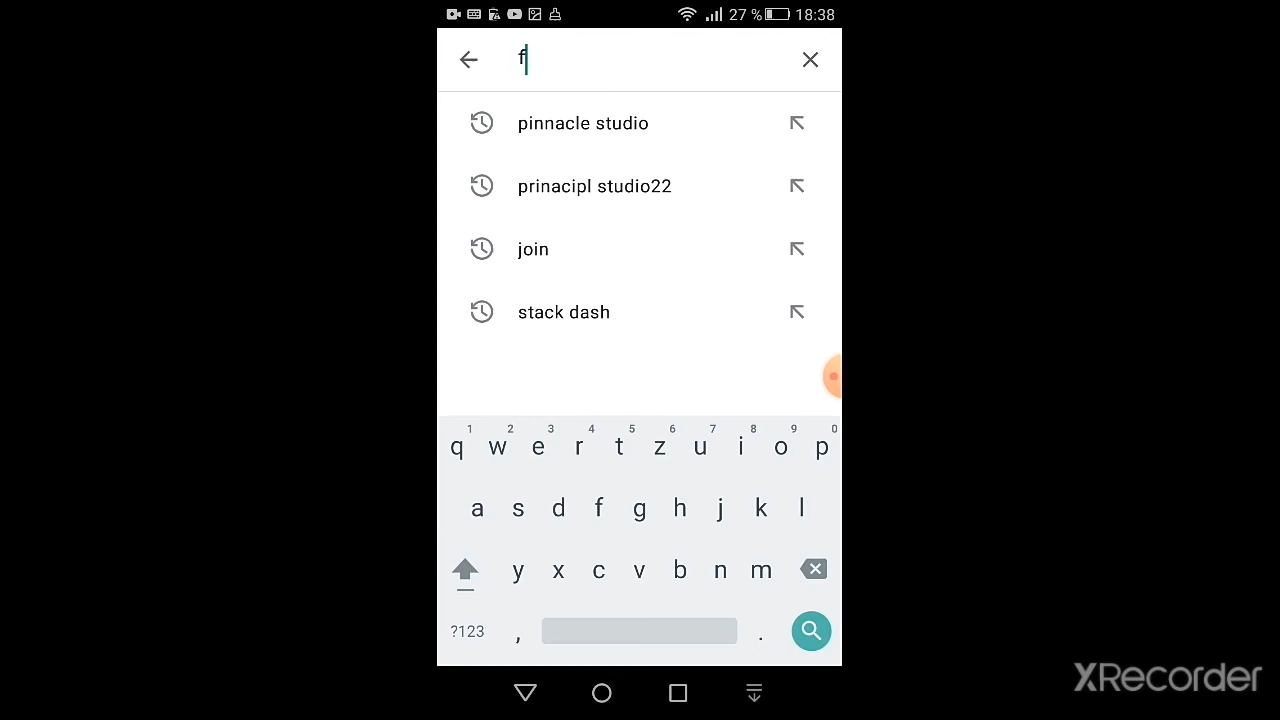 27 % 18:38
f
pinnacle studio
prinacipl studio22
join
stack dash
1 2 3 4 5 6 7 8 9 0
q w e r t z u i o p
a s d f g h j k l
y x c v b n m
?123 , .
XRecorder